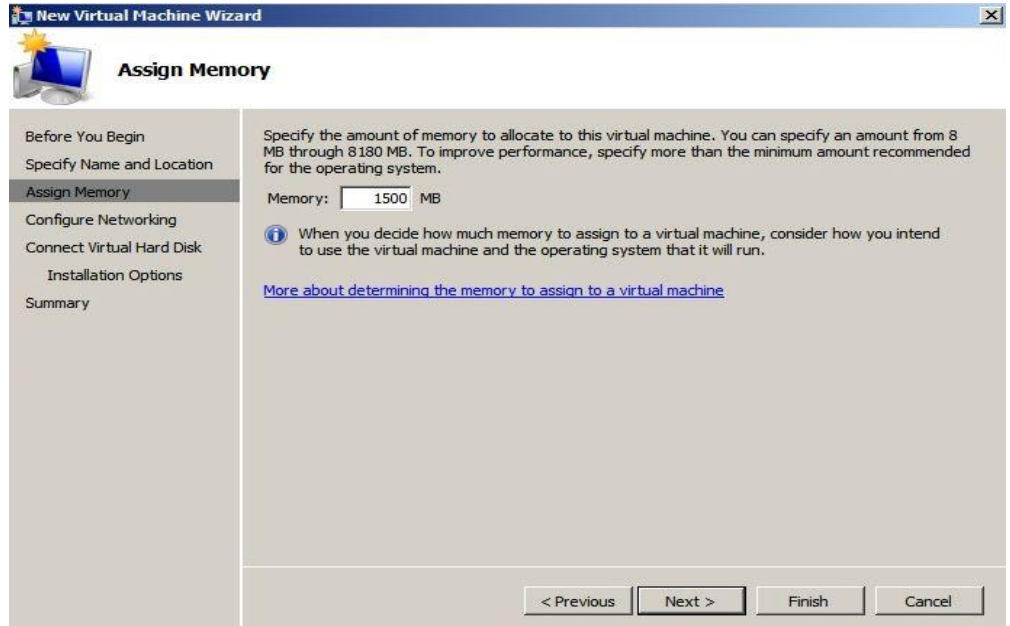 New Virtual Machine Wizard
Assign Memory
Before You Begin
Specify Name and Location
Assign Memory
Configure Networking
Connect Virtual Hard Disk
Installation Options
Summary
Specify the amount of memory to allocate to this virtual machine. You can specify an amount from 8
MB through 8180 MB. To improve performance, specify more than the minimum amount recommended
for the operating system.
Memory: 1500 MB
When you decide how much memory to assign to a virtual machine, consider how you intend
to use the virtual machine and the operating system that it will run.
More about determining the memory to assign to a virtual machine
< Previous Next > Finish Cancel